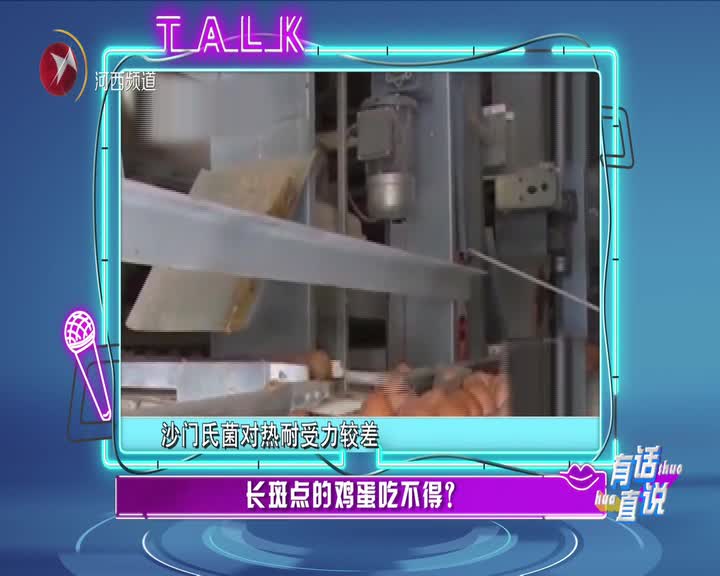 TALK
河西频道
沙门氏菌对热耐受力较差
长斑点的鸡蛋吃不得?
有话 shuo
hua 直说